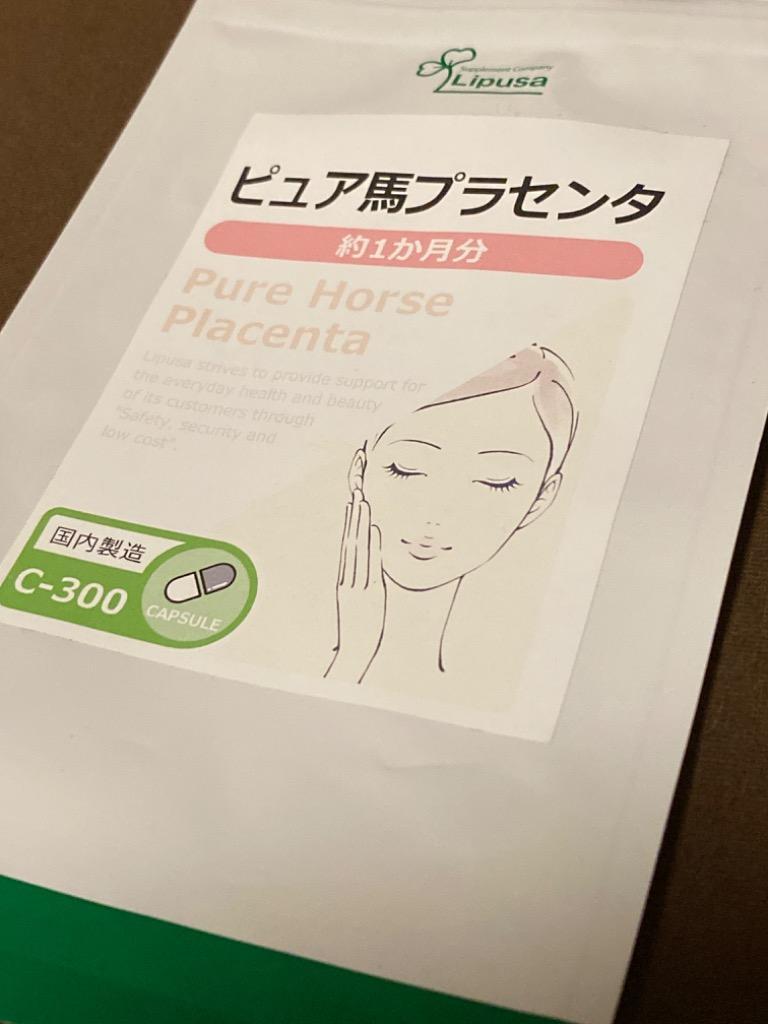 Supplement Company
Lipusa
ピュア馬プラセンタ
約1か月分
Pure Horse
Placenta
Lipusa strives to provide support for
the everyday health and beauty
of its customers through
"Safety, security and
low cost".
国内製造
C-300
CAPSULE